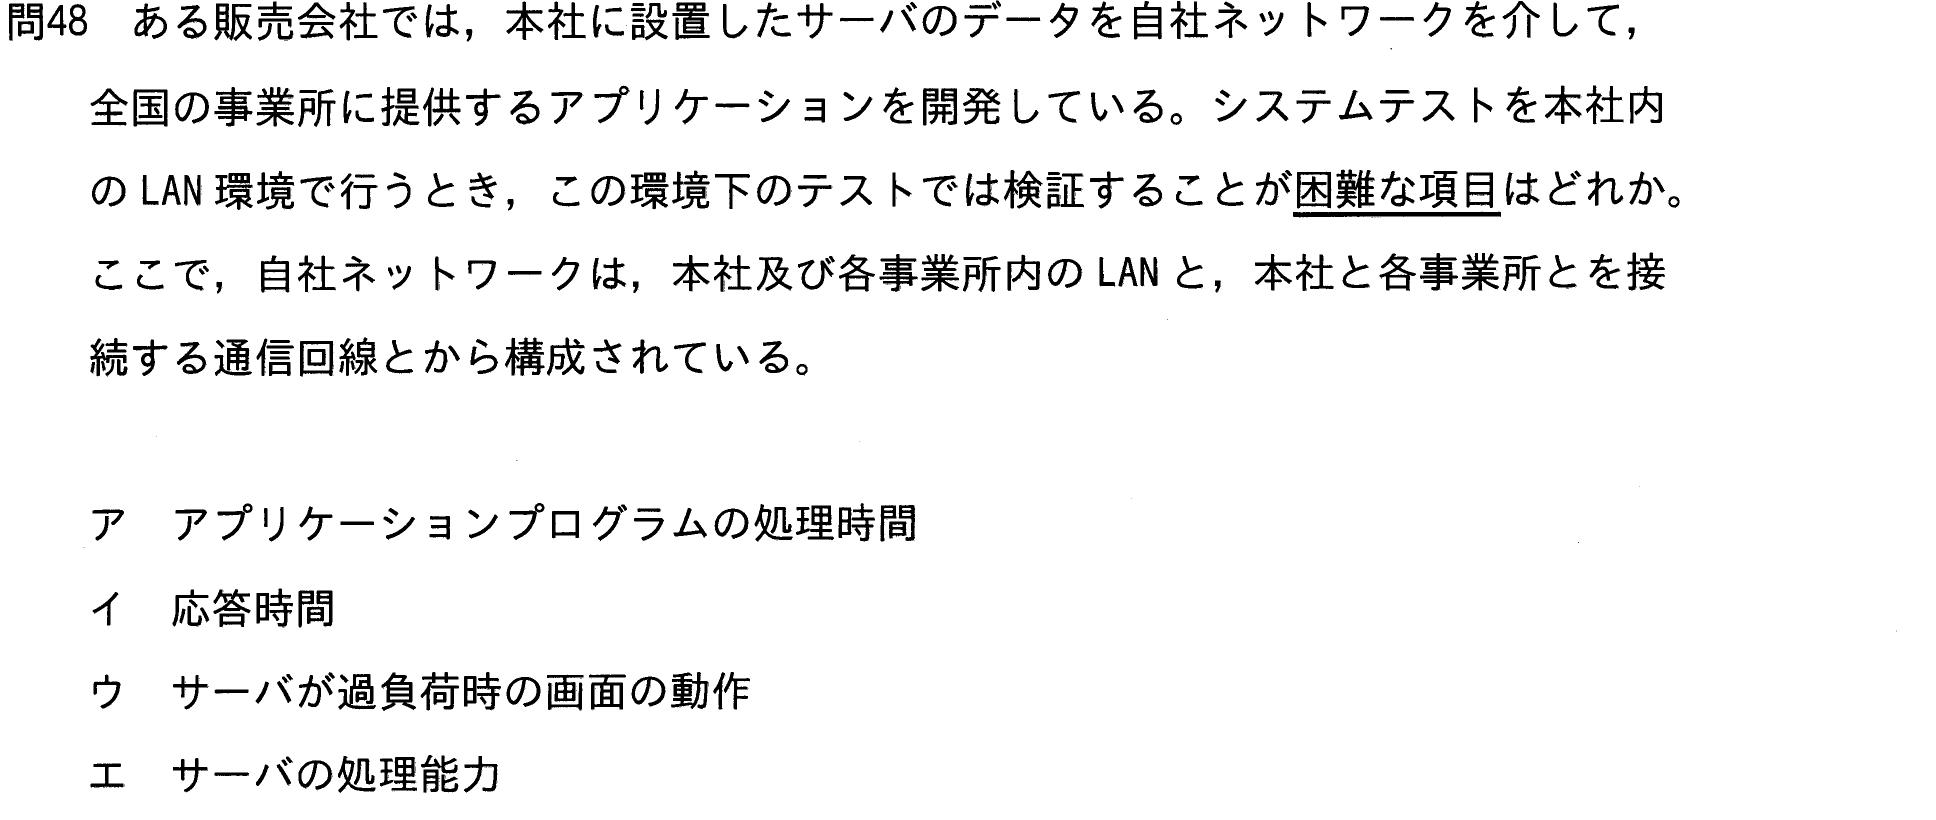 問48 ある販売会社では，本社に設置したサーバのデータを自社ネットワークを介して，
全国の事業所に提供するアプリケーションを開発している。システムテストを本社内
の LAN 環境で行うとき，この環境下のテストでは検証することが困難な項目はどれか。
ここで，自社ネットワークは，本社及び各事業所内の LAN と，本社と各事業所とを接
続する通信回線とから構成されている。
ア アプリケーションプログラムの処理時間
イ 応答時間
ウ サーバが過負荷時の画面の動作
エ サーバの処理能力